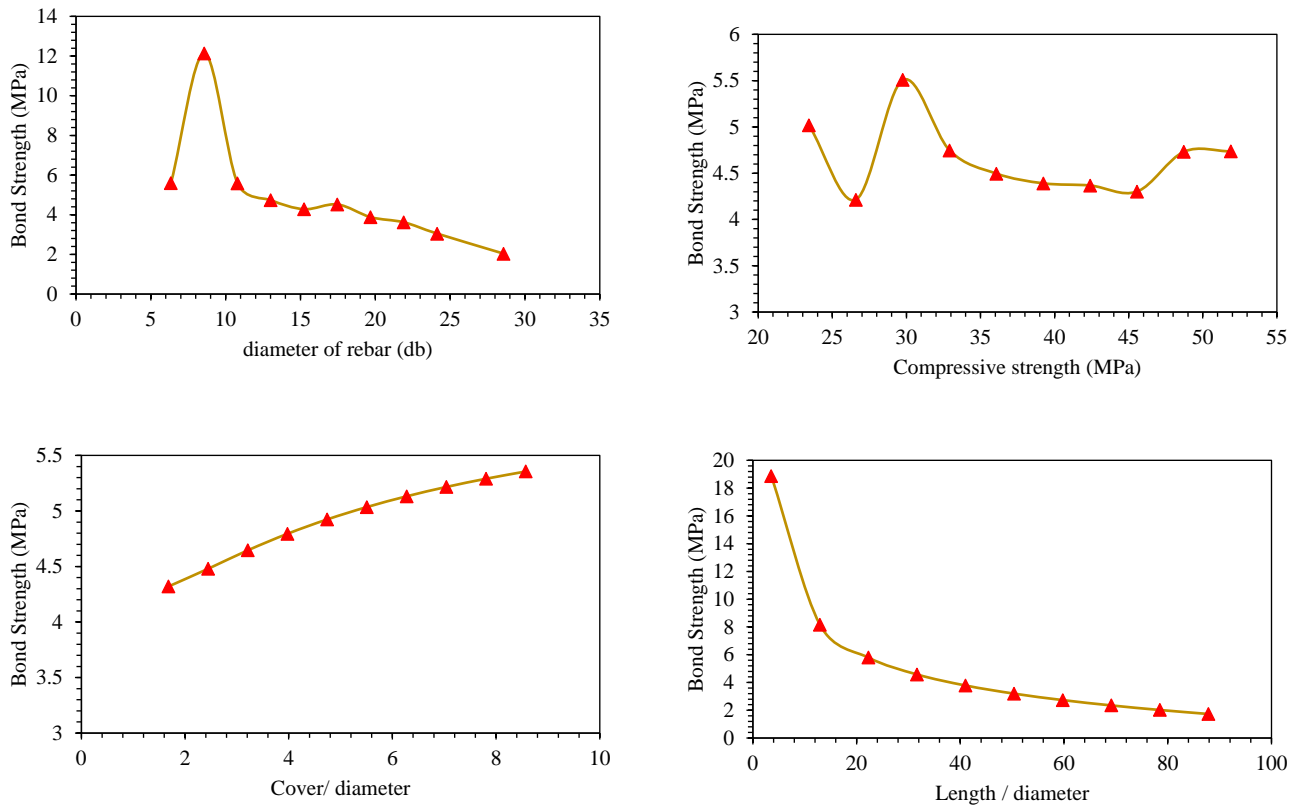 14
12
10
8
6
4
2
0
Bond Strength (MPa)
0 5 10 15 20 25 30 35
diameter of rebar (db)
6
5.5
5
4.5
4
3.5
3
Bond Strength (MPa)
20 25 30 35 40 45 50 55
Compressive strength (MPa)
5.5
5
4.5
4
3.5
3
Bond Strength (MPa)
0 2 4 6 8 10
Cover/ diameter
20
18
16
14
12
10
8
6
4
2
0
Bond Strength (MPa)
0 20 40 60 80 100
Length / diameter